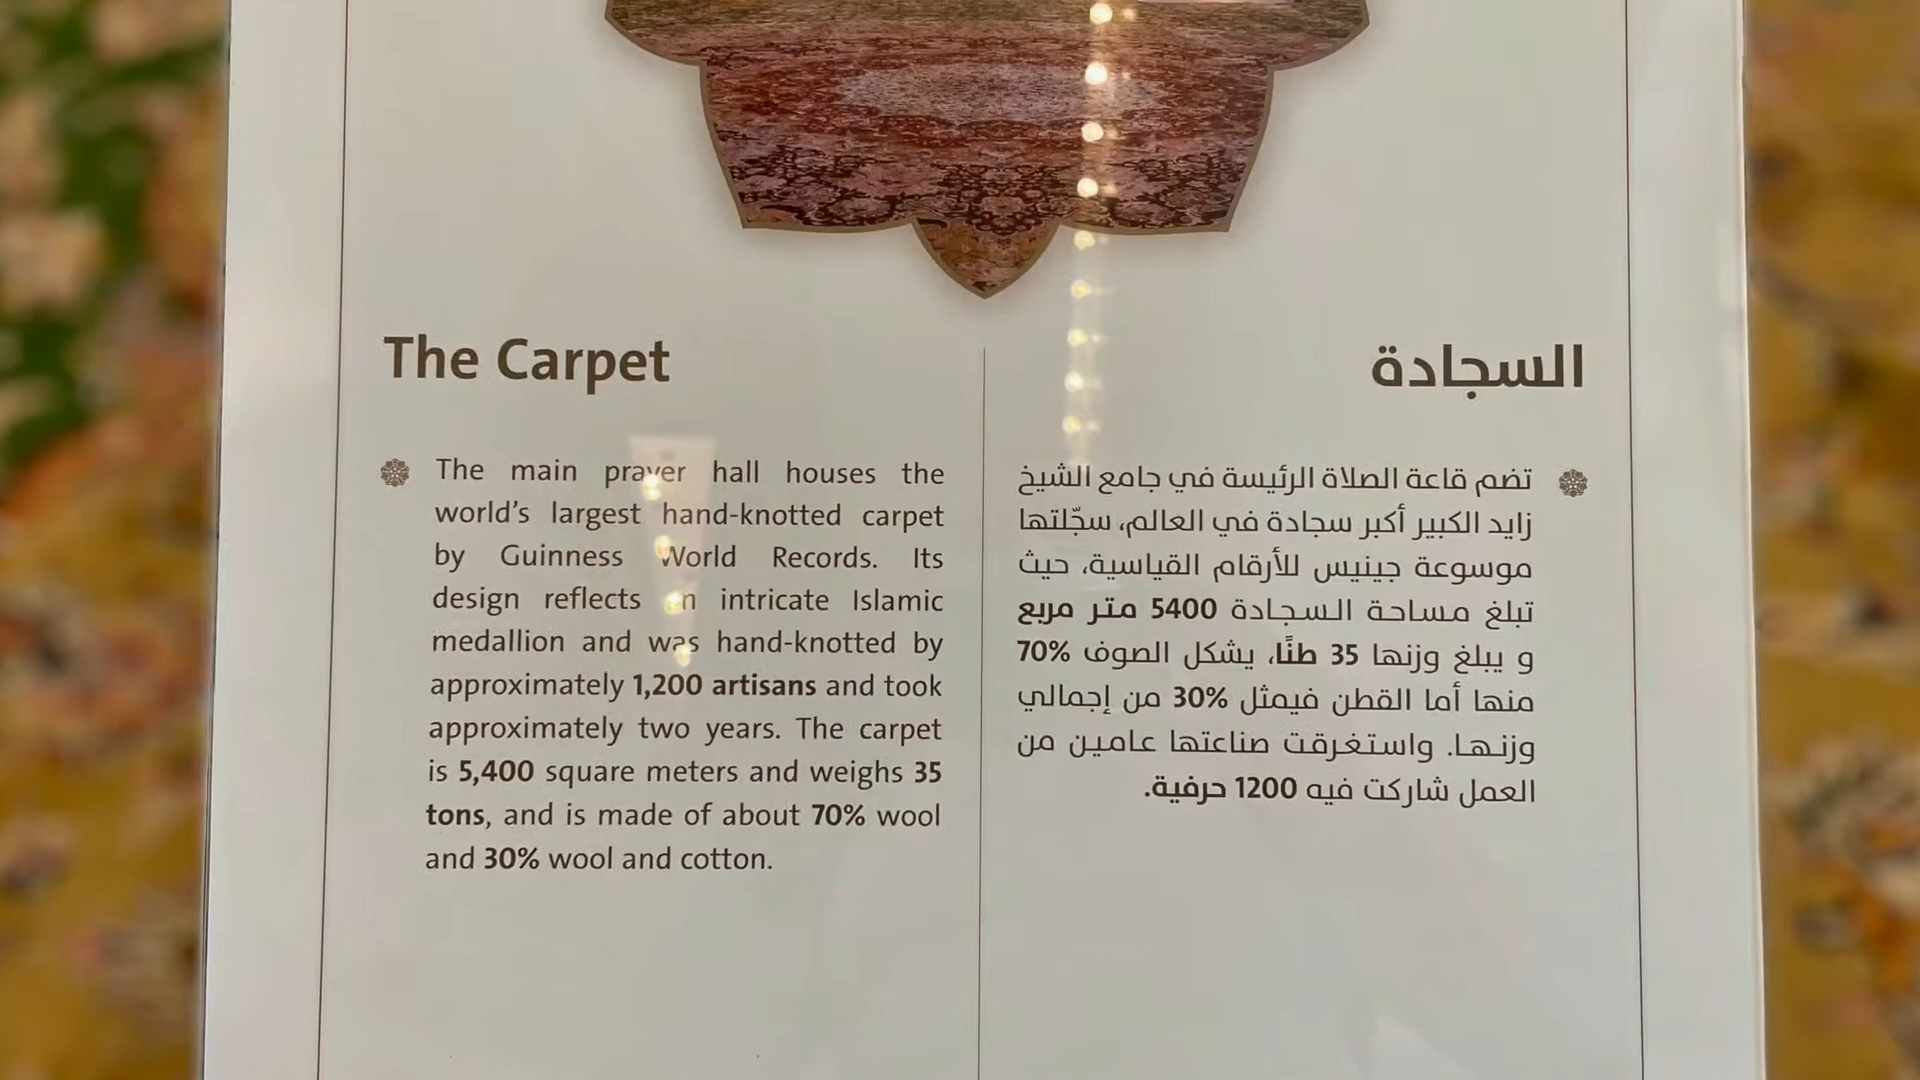 The Carpet
The main prayer hall houses the
world's largest hand-knotted carpet
by Guinness World Records. Its
design reflects an intricate Islamic
medallion and was hand-knotted by
approximately 1,200 artisans and took
approximately two years. The carpet
is 5,400 square meters and weighs 35
tons, and is made of about 70% wool
and 30% wool and cotton.
السجادة
تضم قاعة الصلاة الرئيسة في جامع الشيخ
زايد الكبير أكبر سجادة في العالم، سجّلتها
موسوعة جينيس للأرقام القياسية، حيث
تبلغ مساحة السجادة 5400 متر مربع
و يبلغ وزنها 35 طنًا، يشكل الصوف 70%
منها أما القطن فيمثل 30% من إجمالي
وزنها. واستغرقت صناعتها عامين من
العمل شاركت فيه 1200 حرفية.